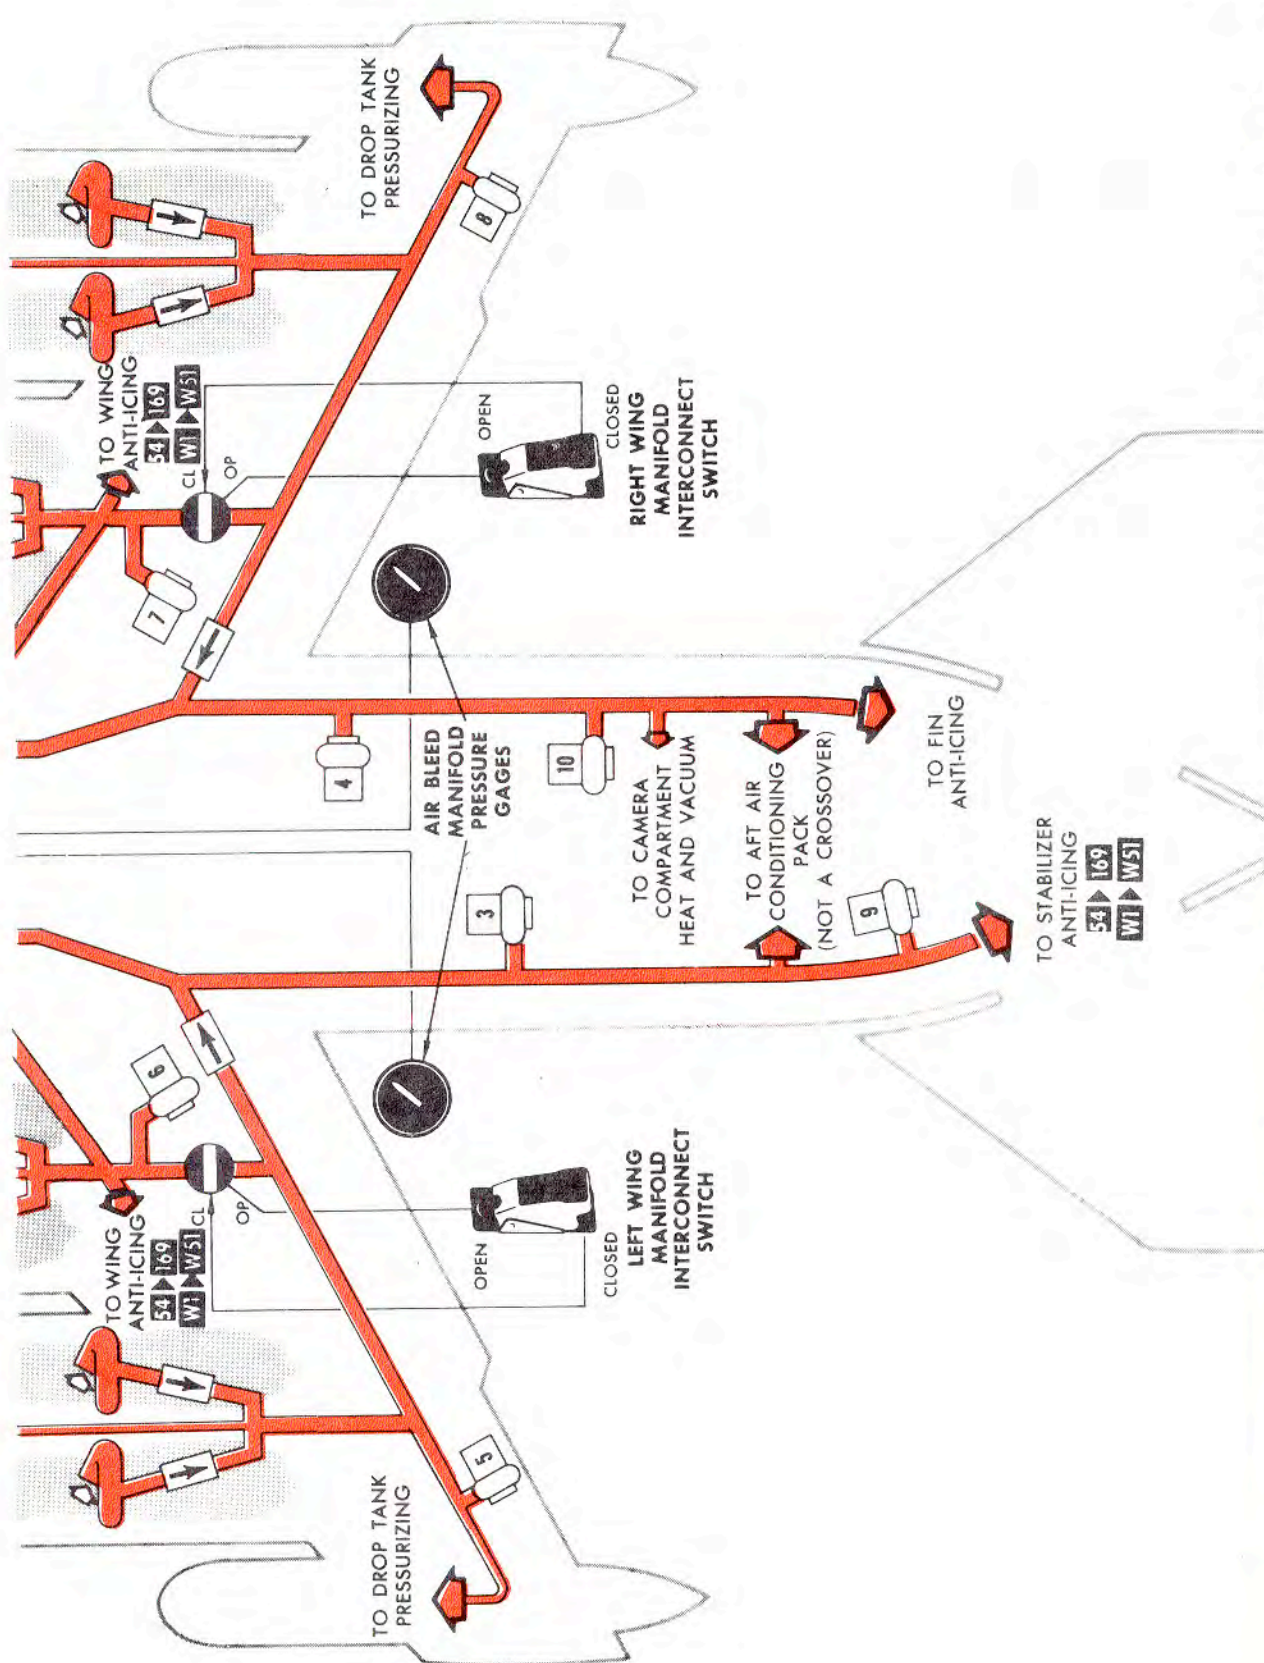 TO WING
ANTI-ICING
54 ▶ 169
W1 ▶ W51
CL
OP
6
TO WING
ANTI-ICING
54 ▶ 169
W1 ▶ W51
CL
OP
7
TO DROP TANK
PRESSURIZING
5
TO DROP TANK
PRESSURIZING
8
4
OPEN
CLOSED
LEFT WING
MANIFOLD
INTERCONNECT
SWITCH
AIR BLEED
MANIFOLD
PRESSURE
GAGES
3
OPEN
CLOSED
RIGHT WING
MANIFOLD
INTERCONNECT
SWITCH
10
TO CAMERA
COMPARTMENT
HEAT AND VACUUM
TO AFT AIR
CONDITIONING
PACK
(NOT A CROSSOVER)
9
TO FIN
ANTI-ICING
TO STABILIZER
ANTI-ICING
54 ▶ 169
W1 ▶ W51